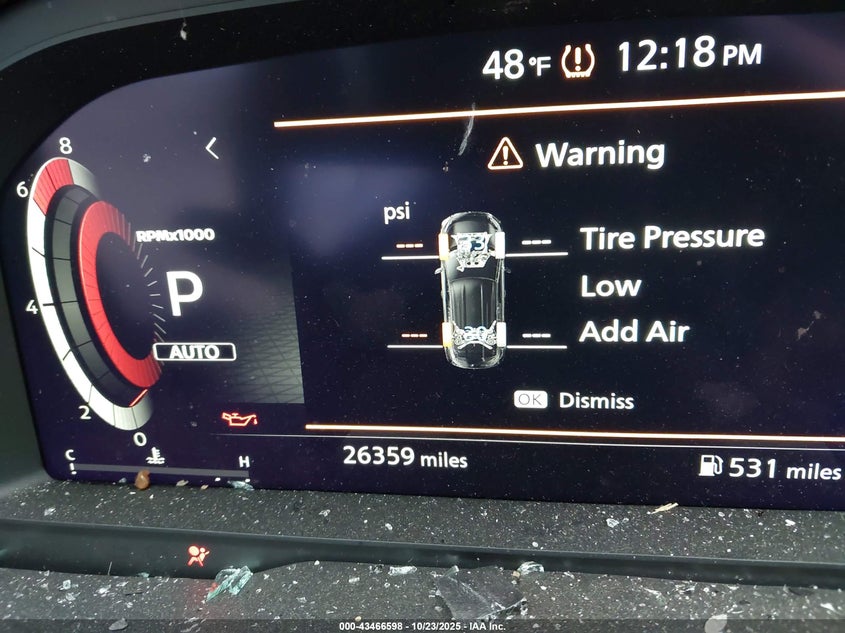 48°F 12:18 PM
8
Warning
6
psi
RPMx1000
--- --- Tire Pressure
P
Low
4
--- --- Add Air
AUTO
OK Dismiss
2
0
C H
26359 miles
531 miles
000-43466598 - 10/23/2025 - IAA Inc.